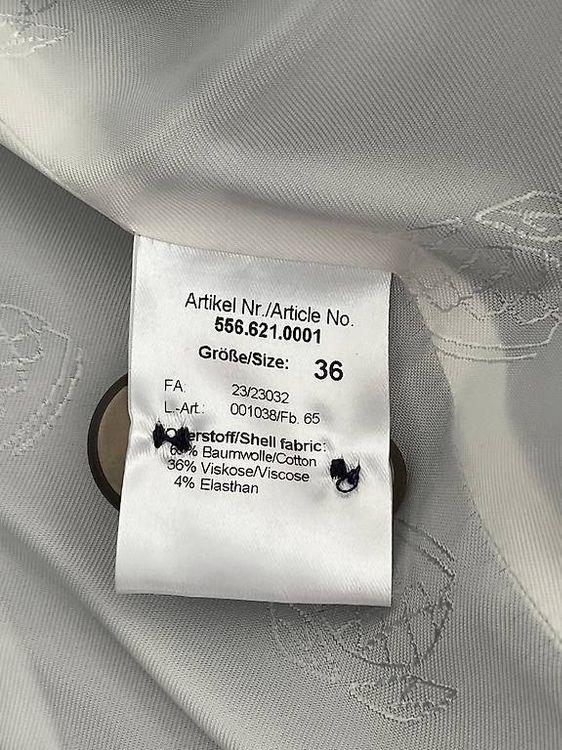 Artikel Nr./Article No.
556.621.0001
Größe/Size: 36
FA: 23/23032
L.-Art.: 001038/Fb. 65
erstoff/Shell fabric:
% Baumwolle/Cotton
36% Viskose/Viscose
4% Elasthan